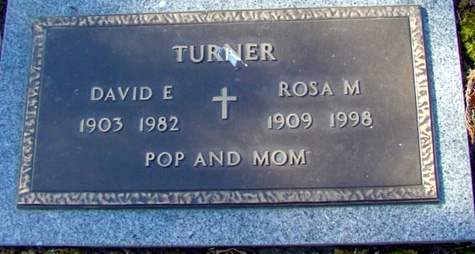 TURNER
DAVID E ROSA M
1903 1982 1909 1998
POP AND MOM